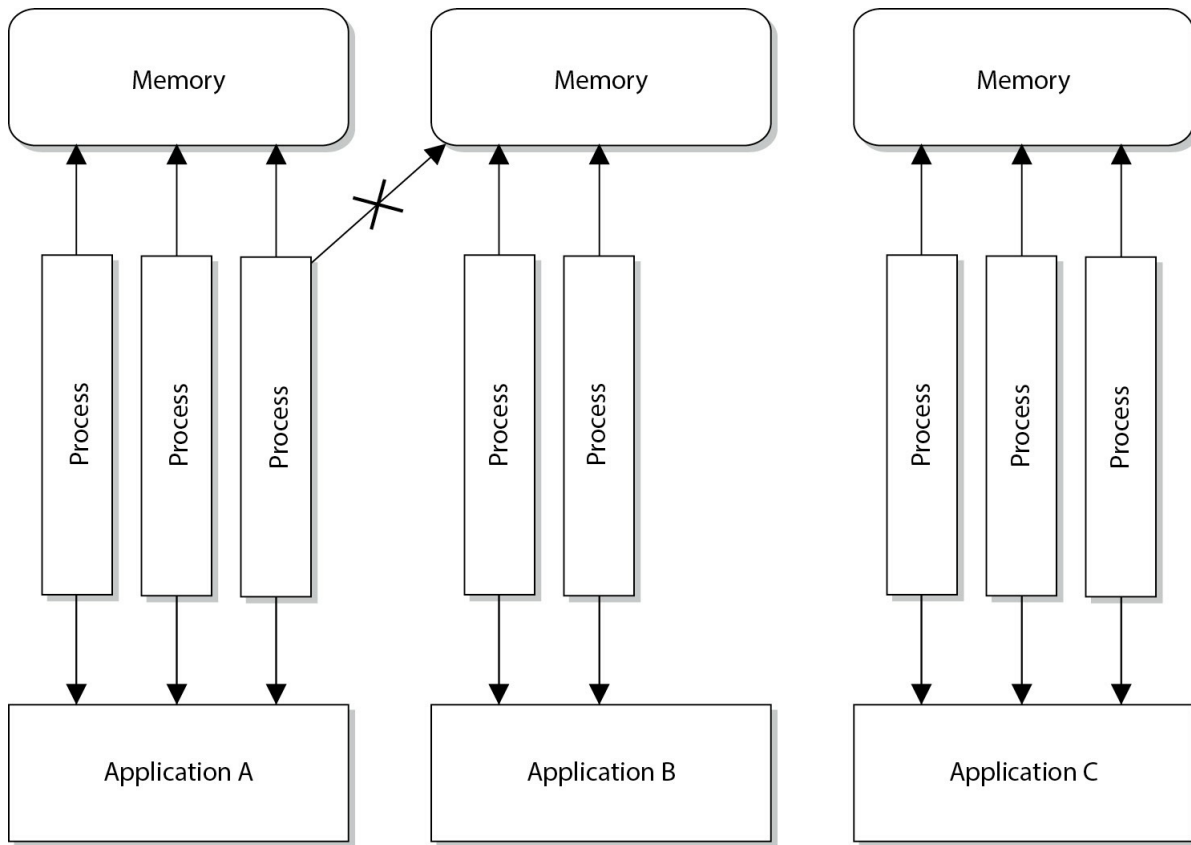 Memory
Memory
Memory
Process
Process
Process
Process
Process
Process
Process
Process
Application A
Application B
Application C